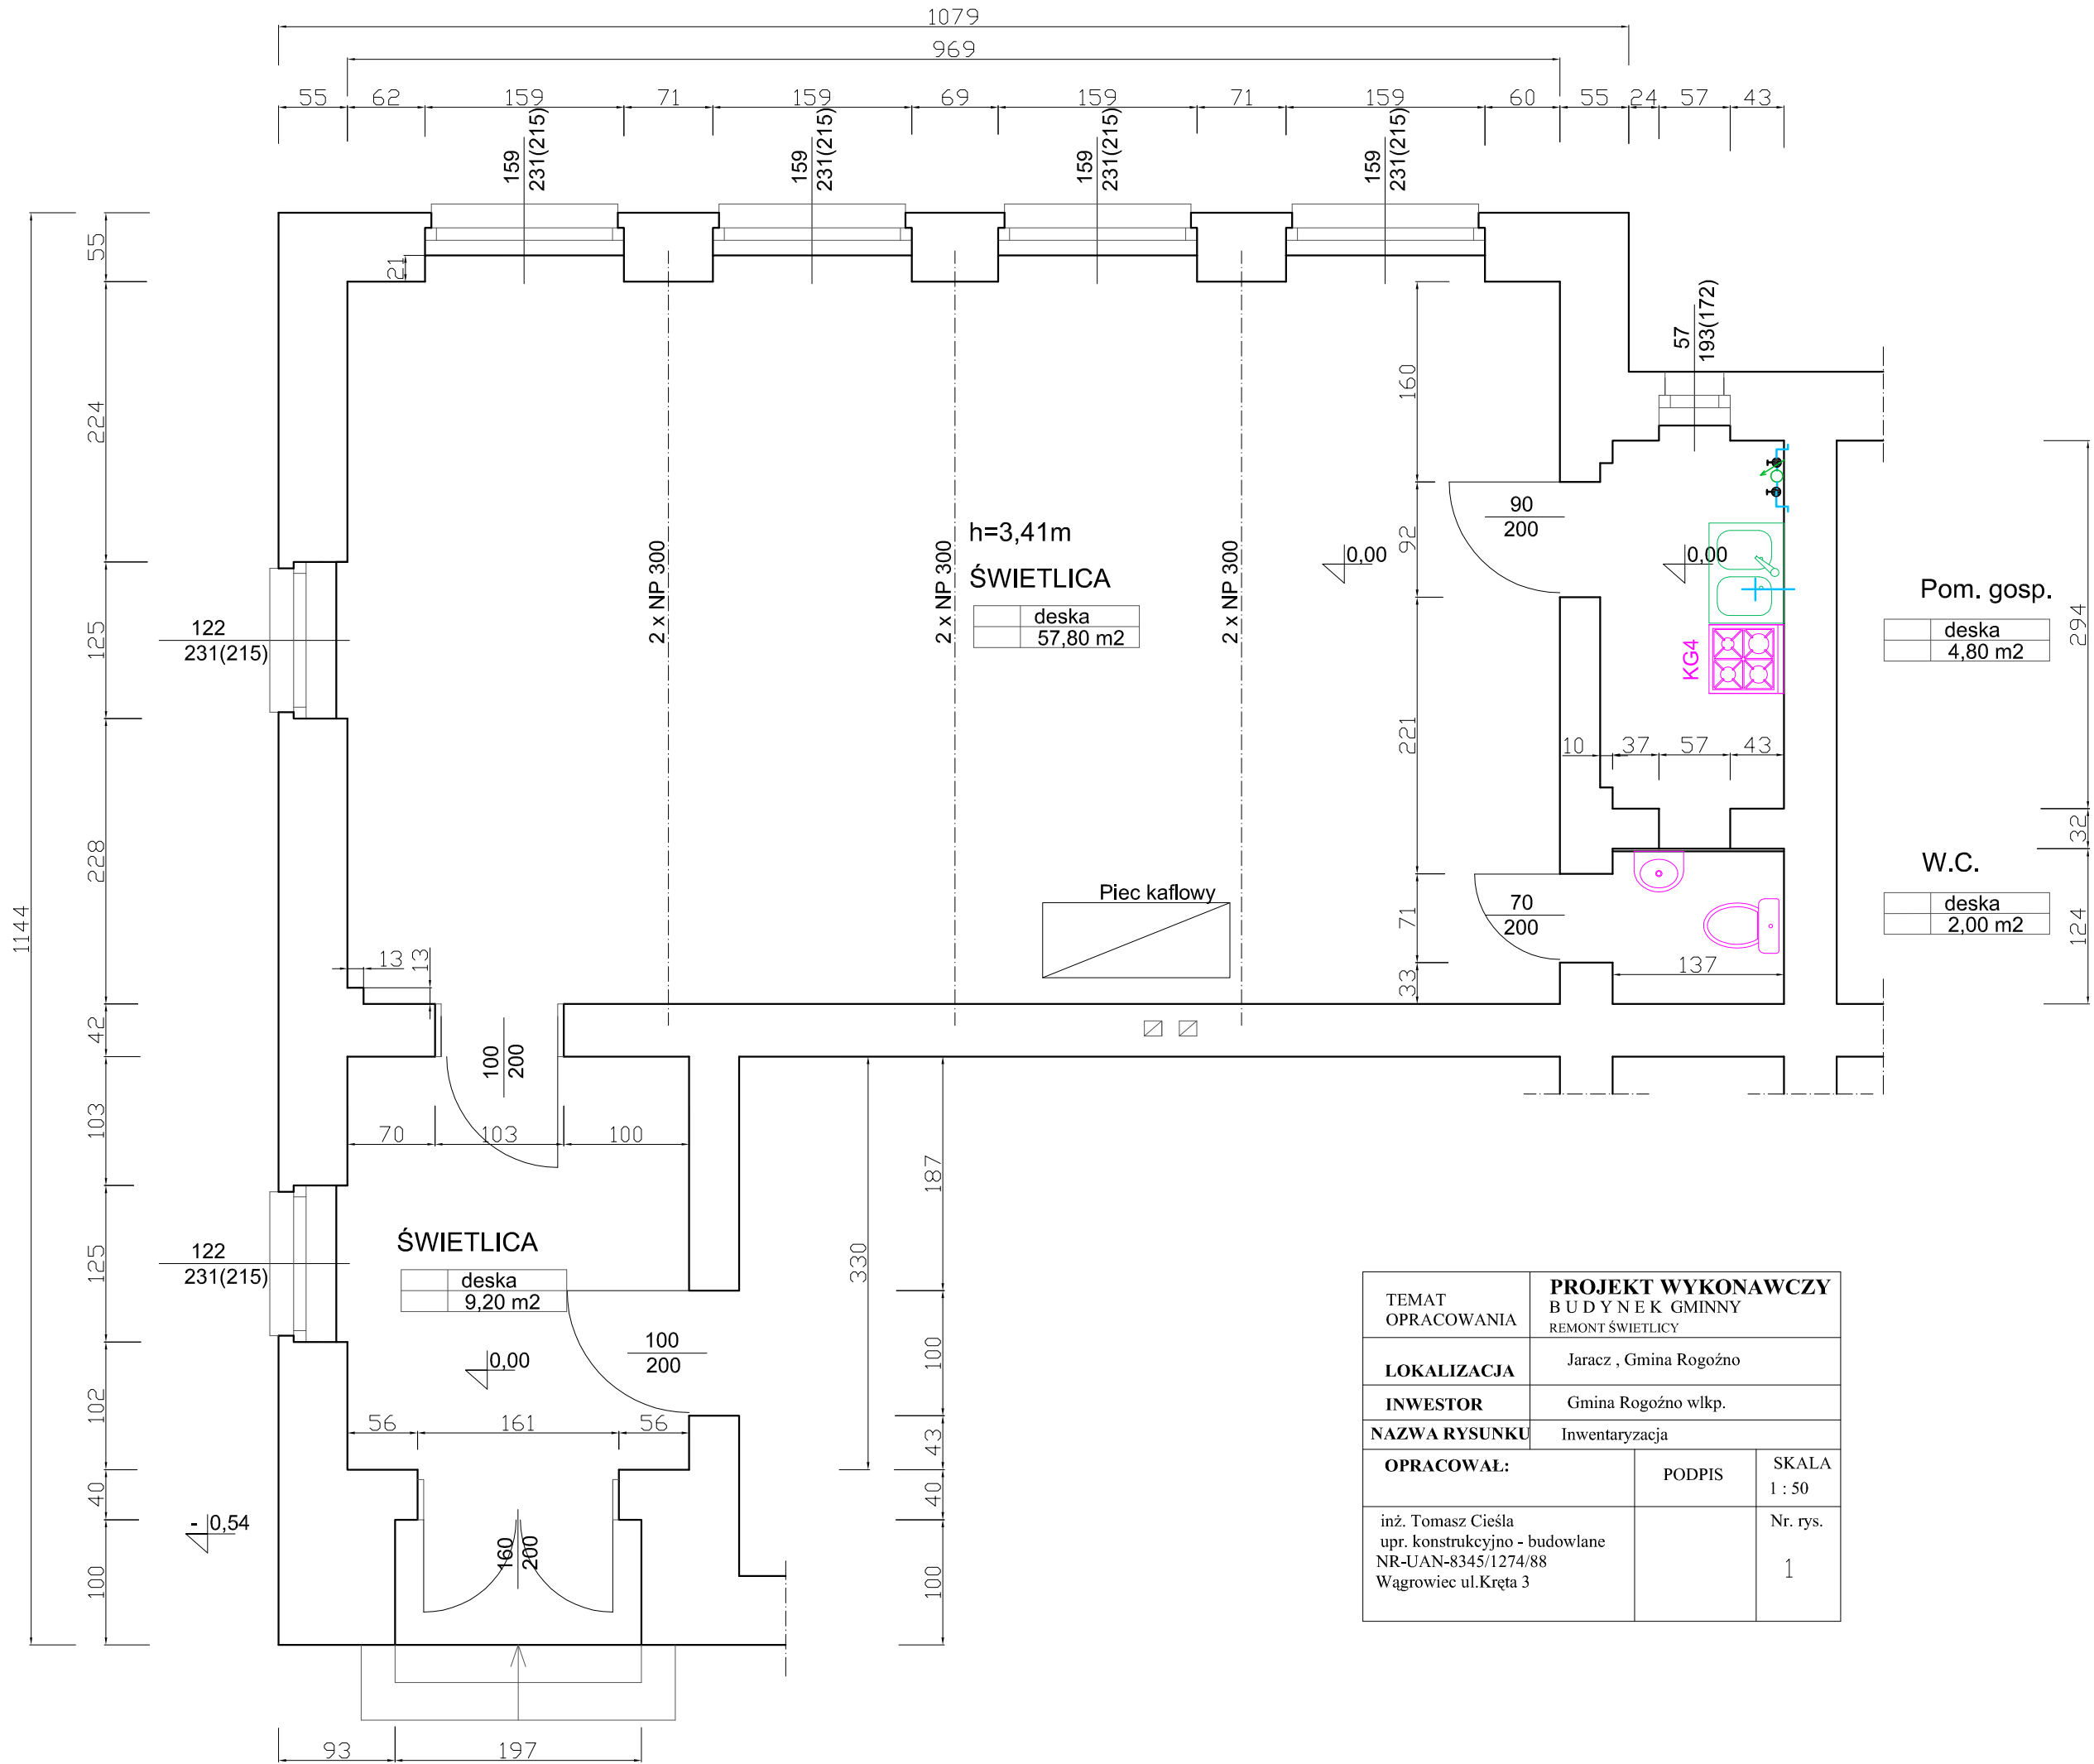 1079
969
55 62 159 71 159 69 159 71 159 60 55 24 57 43
159
231(215)
159
231(215)
159
231(215)
159
231(215)
57
193(172)
1144
55
224
125
228
42
103
125
102
40
100
21
122
231(215)
122
231(215)
2 x NP 300
2 x NP 300
2 x NP 300
h=3,41m
ŚWIETLICA
deska
57,80 m2
0,00
160
92
221
71
33
90
200
0,00
KG4
10 37 57 43
Pom. gosp.
deska
4,80 m2
294
32
124
W.C.
deska
2,00 m2
70
200
137
Piec kaflowy
13 13
100
200
70 103 100
187
330
100
43
40
100
ŚWIETLICA
deska
9,20 m2
0,00
100
200
56 161 56
160
200
- 0,54
93 197
TEMAT
OPRACOWANIA
PROJEKT WYKONAWCZY
B U D Y N E K GMINNY
REMONT ŚWIETLICY
LOKALIZACJA
Jaracz , Gmina Rogoźno
INWESTOR
Gmina Rogoźno wlkp.
NAZWA RYSUNKU
Inwentaryzacja
OPRACOWAŁ:
PODPIS
SKALA
1 : 50
inż. Tomasz Cieśla
upr. konstrukcyjno - budowlane
NR-UAN-8345/1274/88
Wągrowiec ul.Kręta 3
Nr. rys.
1